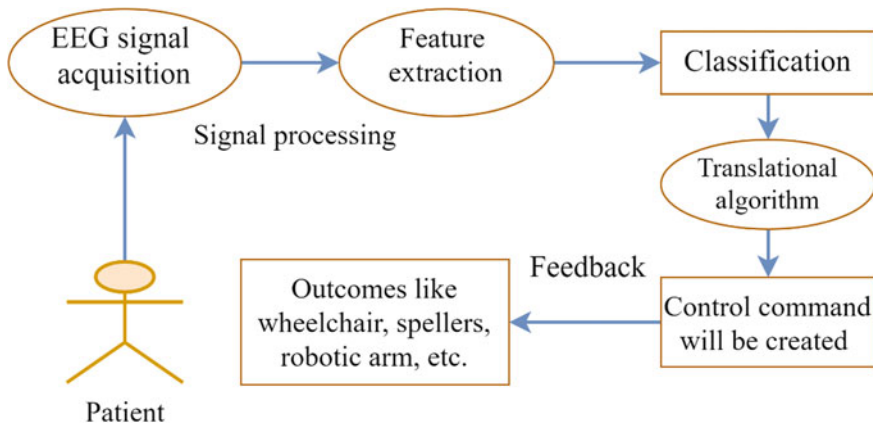 EEG signal
acquisition
Feature
extraction
Classification
Signal processing
Translational
algorithm
Feedback
Control command
will be created
Outcomes like
wheelchair, spellers,
robotic arm, etc.
Patient